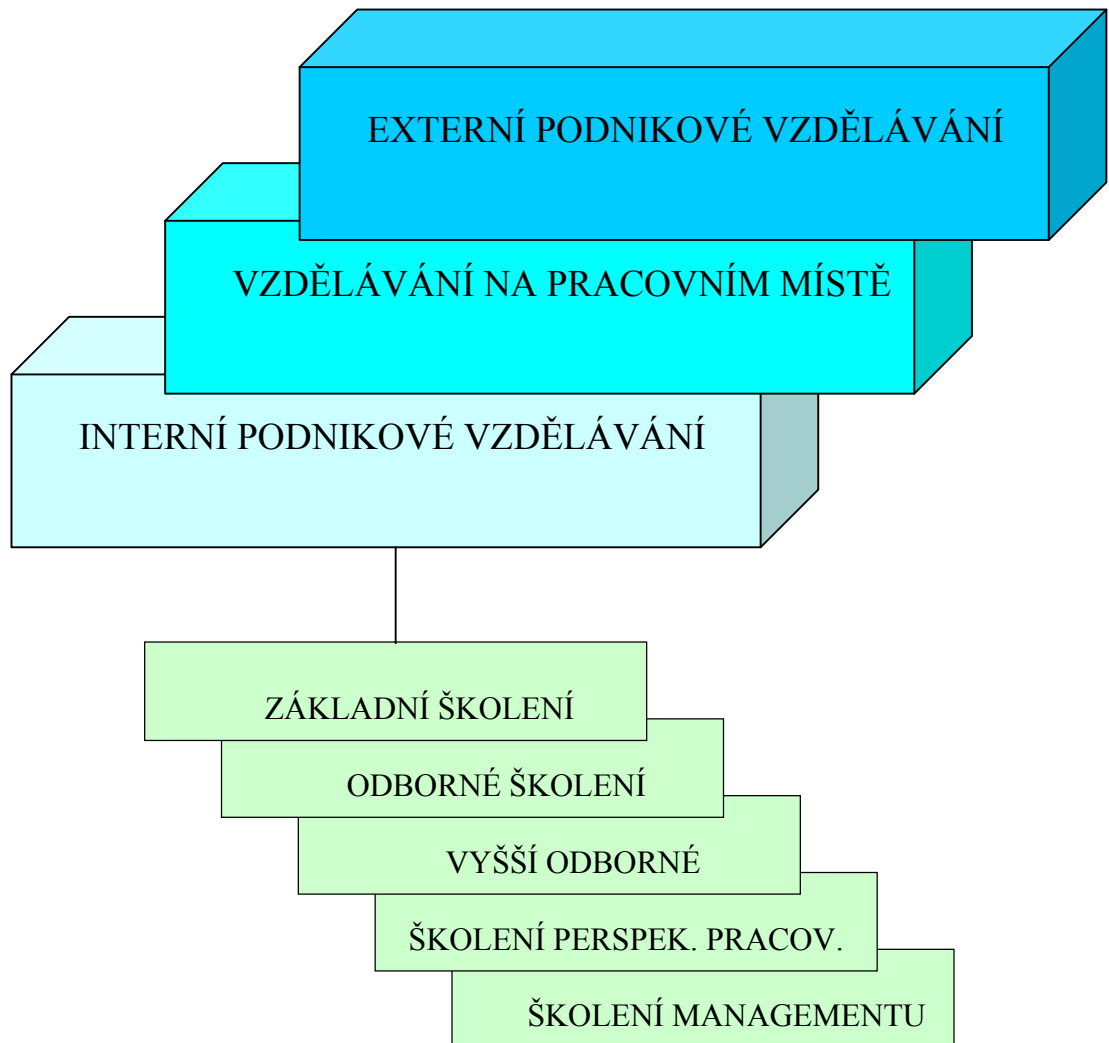 EXTERNÍ PODNIKOVÉ VZDĚLÁVÁNÍ
VZDĚLÁVÁNÍ NA PRACOVNÍM MÍSTĚ
INTERNÍ PODNIKOVÉ VZDĚLÁVÁNÍ
ZÁKLADNÍ ŠKOLENÍ
ODBORNÉ ŠKOLENÍ
VYŠŠÍ ODBORNÉ
ŠKOLENÍ PERSPEK. PRACOV.
ŠKOLENÍ MANAGEMENTU